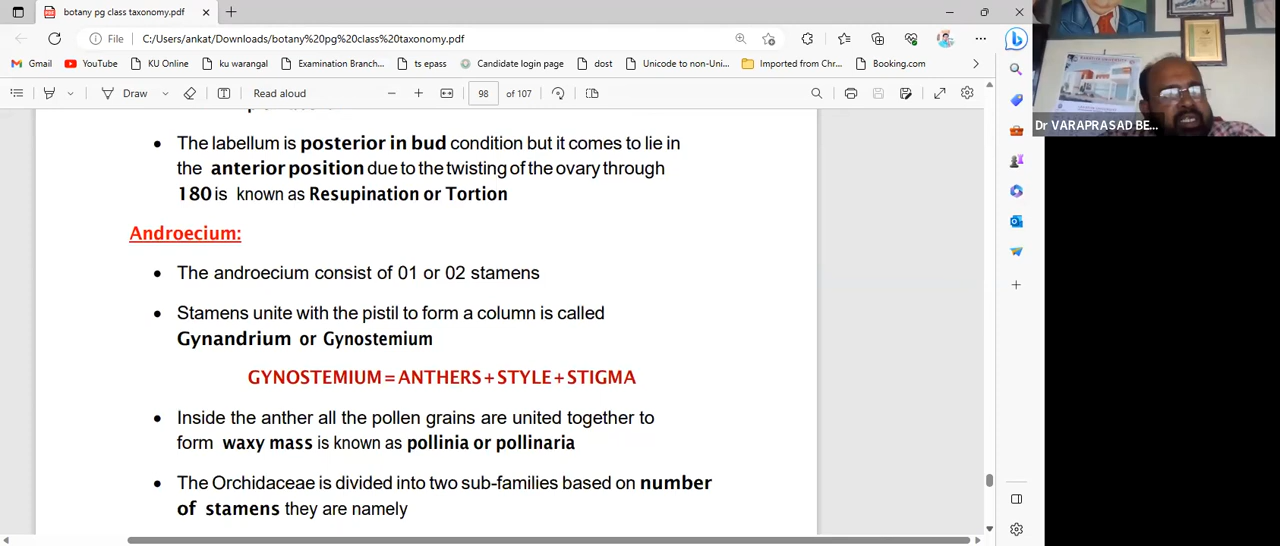 botany pg class taxonomy.pdf
File C:/Users/ankat/Downloads/botany%20pg%20class%20taxonomy.pdf
Gmail YouTube KU Online ku warangal Examination Branch... ts epass Candidate login page dost Unicode to non-Uni... Imported from Chr... Booking.com
Draw Read aloud 98 of 107
Dr VARAPRASAD BE...
• The labellum is posterior in bud condition but it comes to lie in
the anterior position due to the twisting of the ovary through
180 is known as Resupination or Tortion
Androecium:
• The androecium consist of 01 or 02 stamens
• Stamens unite with the pistil to form a column is called
Gynandrium or Gynostemium
GYNOSTEMIUM = ANTHERS + STYLE + STIGMA
• Inside the anther all the pollen grains are united together to
form waxy mass is known as pollinia or pollinaria
• The Orchidaceae is divided into two sub-families based on number
of stamens they are namely